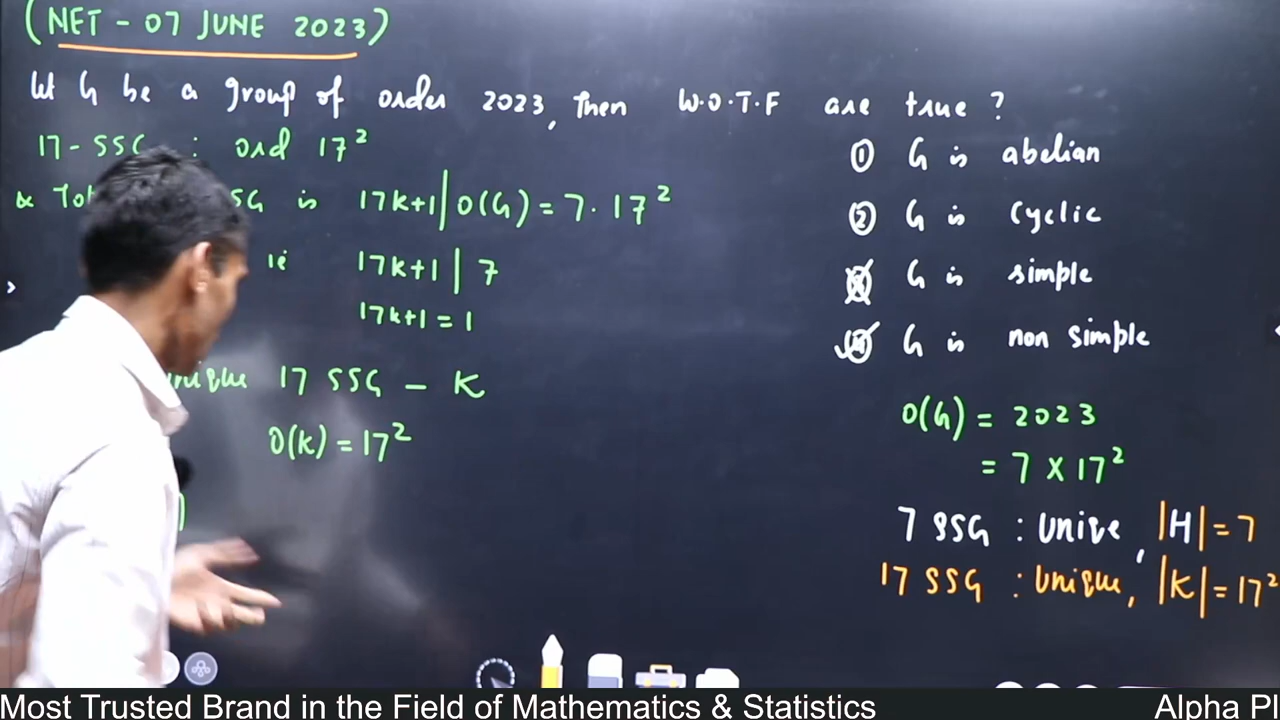 (NET - 07 JUNE 2023)
Let G be a group of order 2023, Then W.O.T.F are true ?
17 - SSG : ord 17²
& SG is 17k+1 | O(G) = 7. 17²
ie 17k+1 | 7
17k+1 = 1
unique 17 SSG - K
O(K) = 17²
① G is abelian
② G is cyclic
③ G is simple
④ G is non simple
O(G) = 2023
= 7 X 17²
7 SSG : Unive, |H| = 7
17 SSG : Unique, |K| = 17²
Most Trusted Brand in the Field of Mathematics & Statistics
Alpha Pl